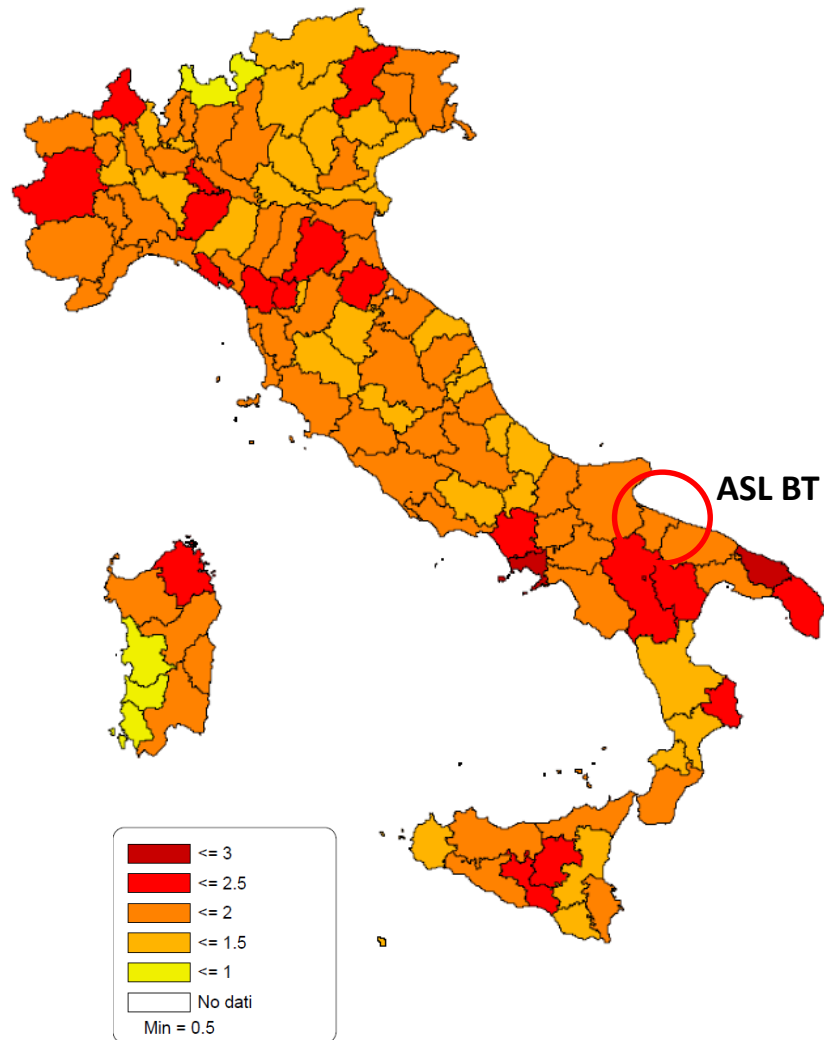 ASL BT
<= 3
<= 2.5
<= 2
<= 1.5
<= 1
No dati
Min = 0.5